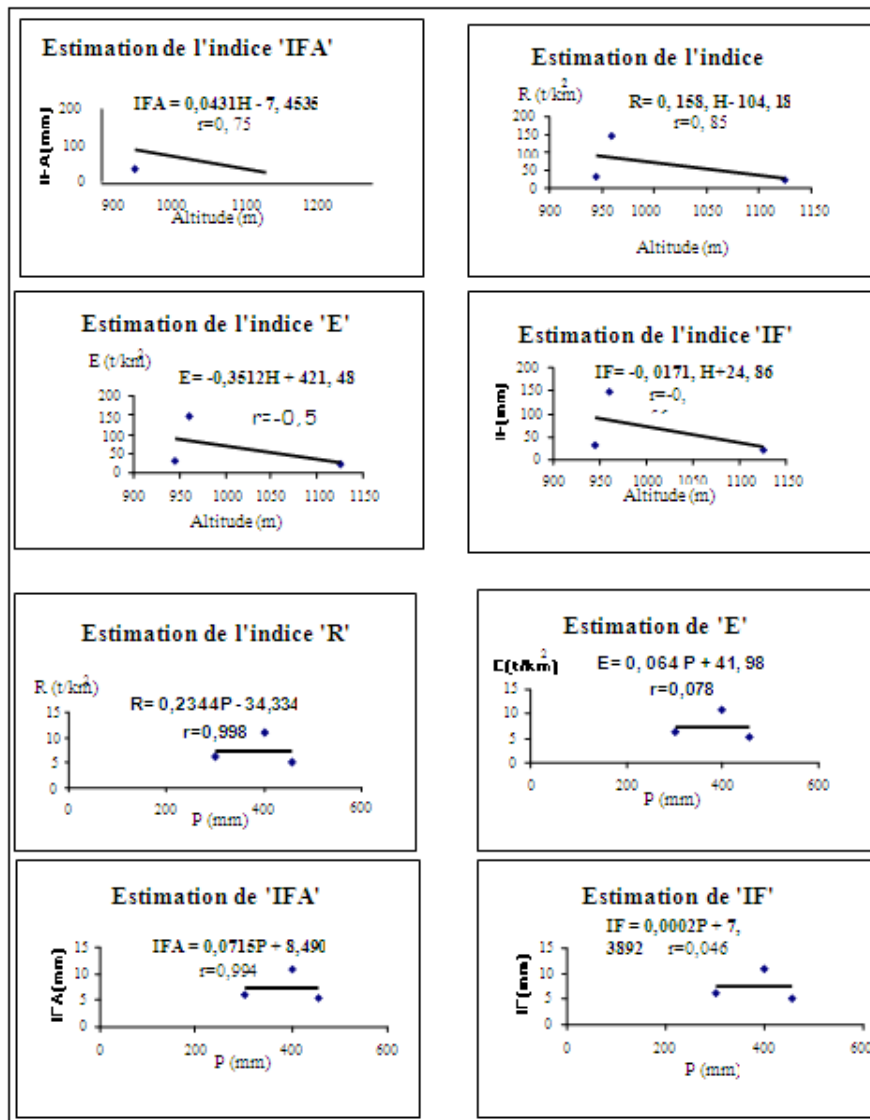 Estimation de l'indice 'IFA'
IFA = 0,0431H - 7, 4535
r=0, 75
200
100
0
900 1000 1100 1200
Altitude (m)
Estimation de l'indice
R (t/km²)
R= 0, 158, H- 104, 18
r=0, 85
200
150
100
50
0
900 950 1000 1050 1100 1150
Altitude (m)
Estimation de l'indice 'E'
E (t/km²)
E= -0,3512H + 421, 48
r=-0,5
200
150
100
50
0
900 950 1000 1050 1100 1150
Altitude (m)
Estimation de l'indice 'IF'
IF= -0, 0171, H+24, 86
r=-0,
IF(mm)
200
150
100
50
0
900 950 1000 1050 1100 1150
Altitude (m)
Estimation de l'indice 'R'
R (t/km²)
R= 0,2344P - 34,334
r=0,998
15
10
5
0
0 200 400 600
P (mm)
Estimation de 'E'
E(t/km²)
E= 0, 064 P + 41, 98
r=0,078
15
10
5
0
0 200 400 600
P (mm)
Estimation de 'IFA'
IFA = 0,0715P + 8,490
r=0,994
IFA(mm)
15
10
5
0
0 200 400 600
P (mm)
Estimation de 'IF'
IF = 0,0002P + 7,
3892 r=0,046
IF(mm)
15
10
5
0
0 200 400 600
P (mm)